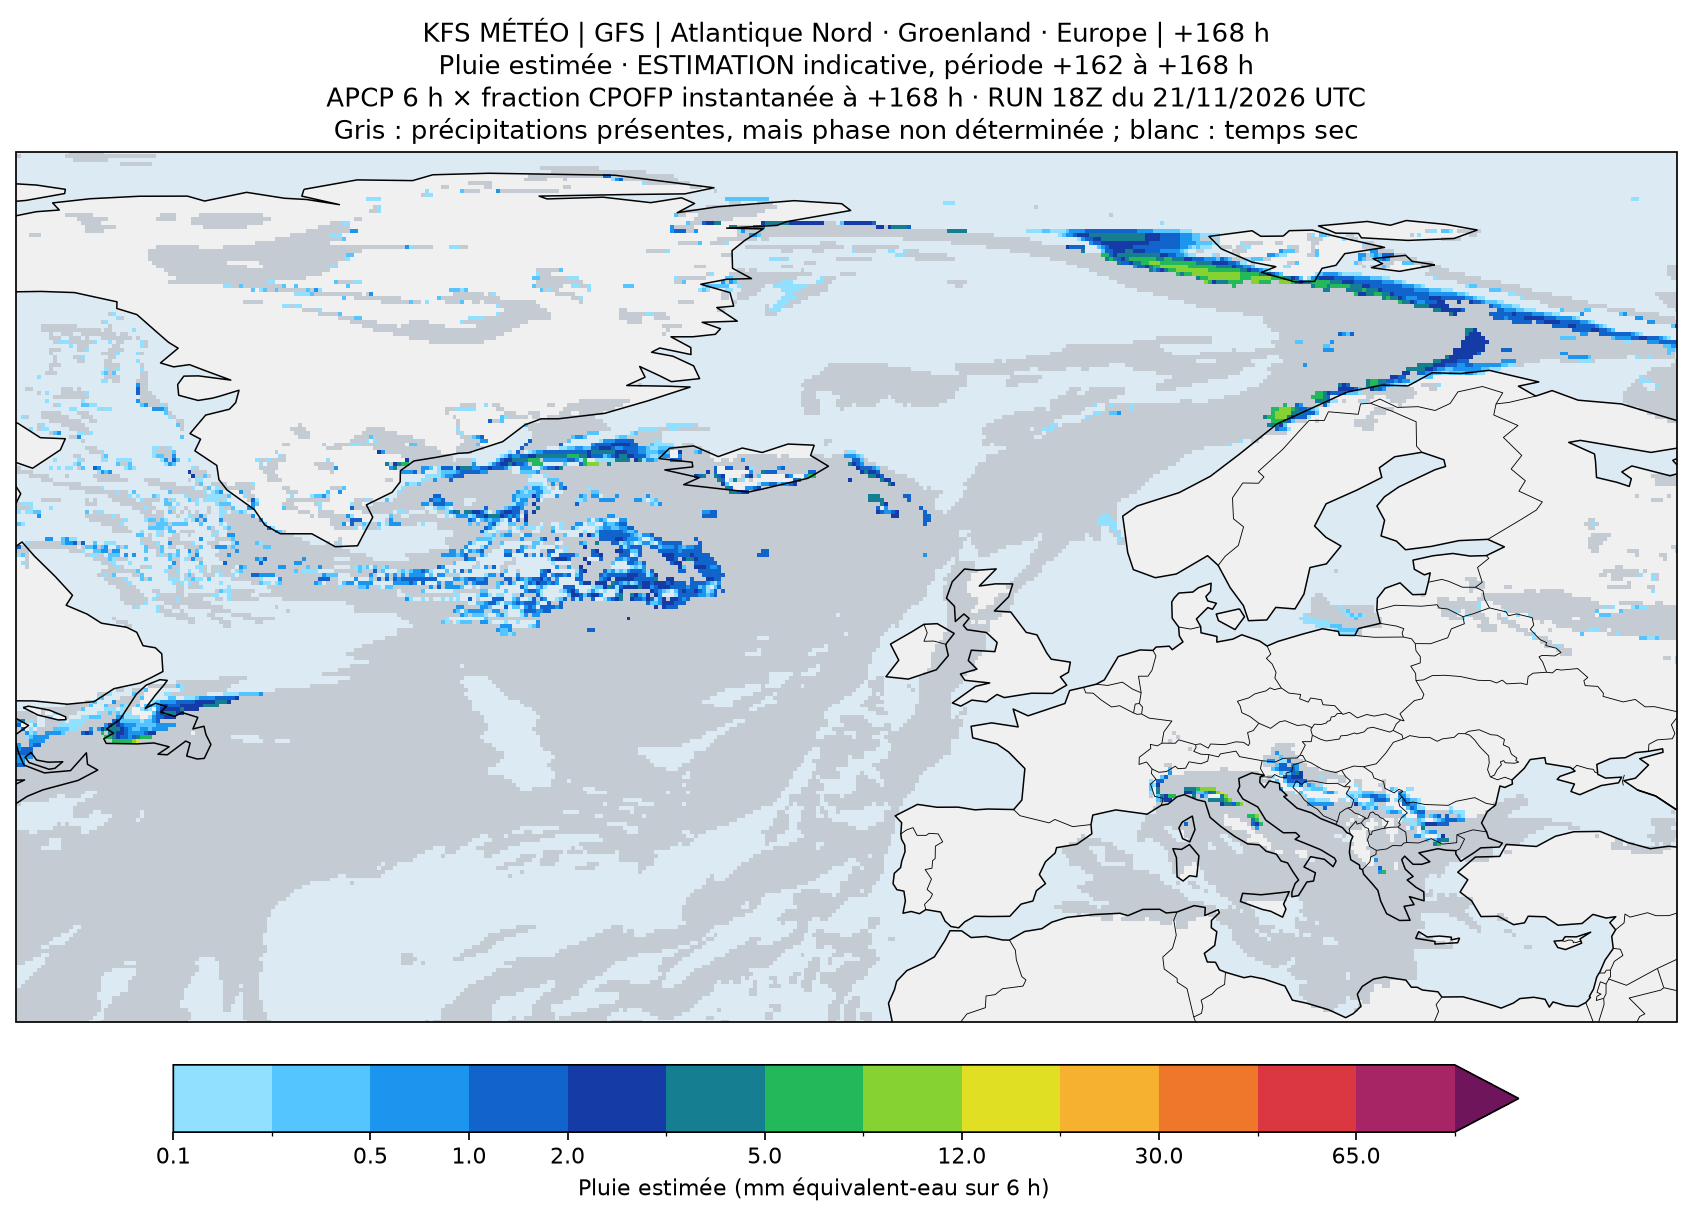 KFS MÉTÉO | GFS | Atlantique Nord · Groenland · Europe | +168 h
Pluie estimée · ESTIMATION indicative, période +162 à +168 h
APCP 6 h × fraction CPOFP instantanée à +168 h · RUN 18Z du 21/11/2026 UTC
Gris : précipitations présentes, mais phase non déterminée ; blanc : temps sec
0.1 0.5 1.0 2.0 5.0 12.0 30.0 65.0
Pluie estimée (mm équivalent-eau sur 6 h)